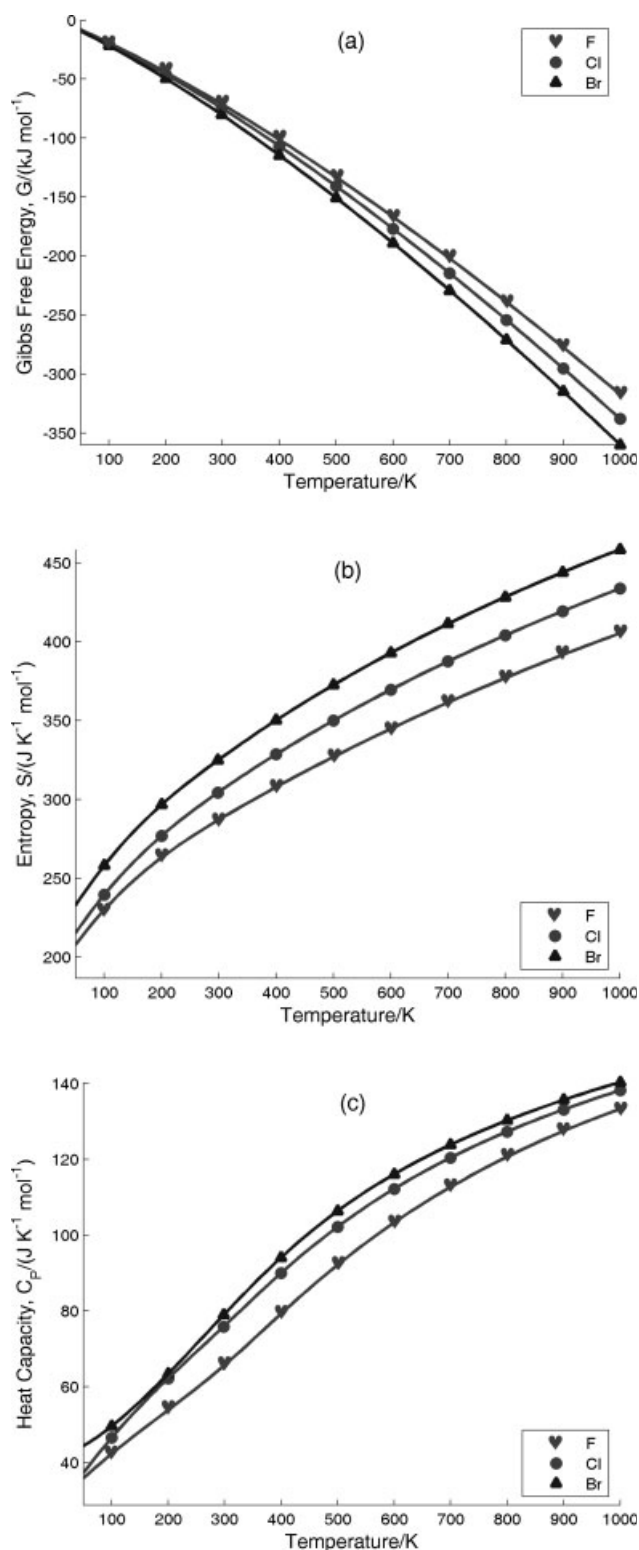 (a)
F
Cl
Br
Gibbs Free Energy, G/(kJ mol⁻¹)
0
-50
-100
-150
-200
-250
-300
-350
100 200 300 400 500 600 700 800 900 1000
Temperature/K
(b)
Entropy, S/(J K⁻¹ mol⁻¹)
450
400
350
300
250
200
F
Cl
Br
100 200 300 400 500 600 700 800 900 1000
Temperature/K
(c)
Heat Capacity, C_P/(J K⁻¹ mol⁻¹)
140
120
100
80
60
40
F
Cl
Br
100 200 300 400 500 600 700 800 900 1000
Temperature/K